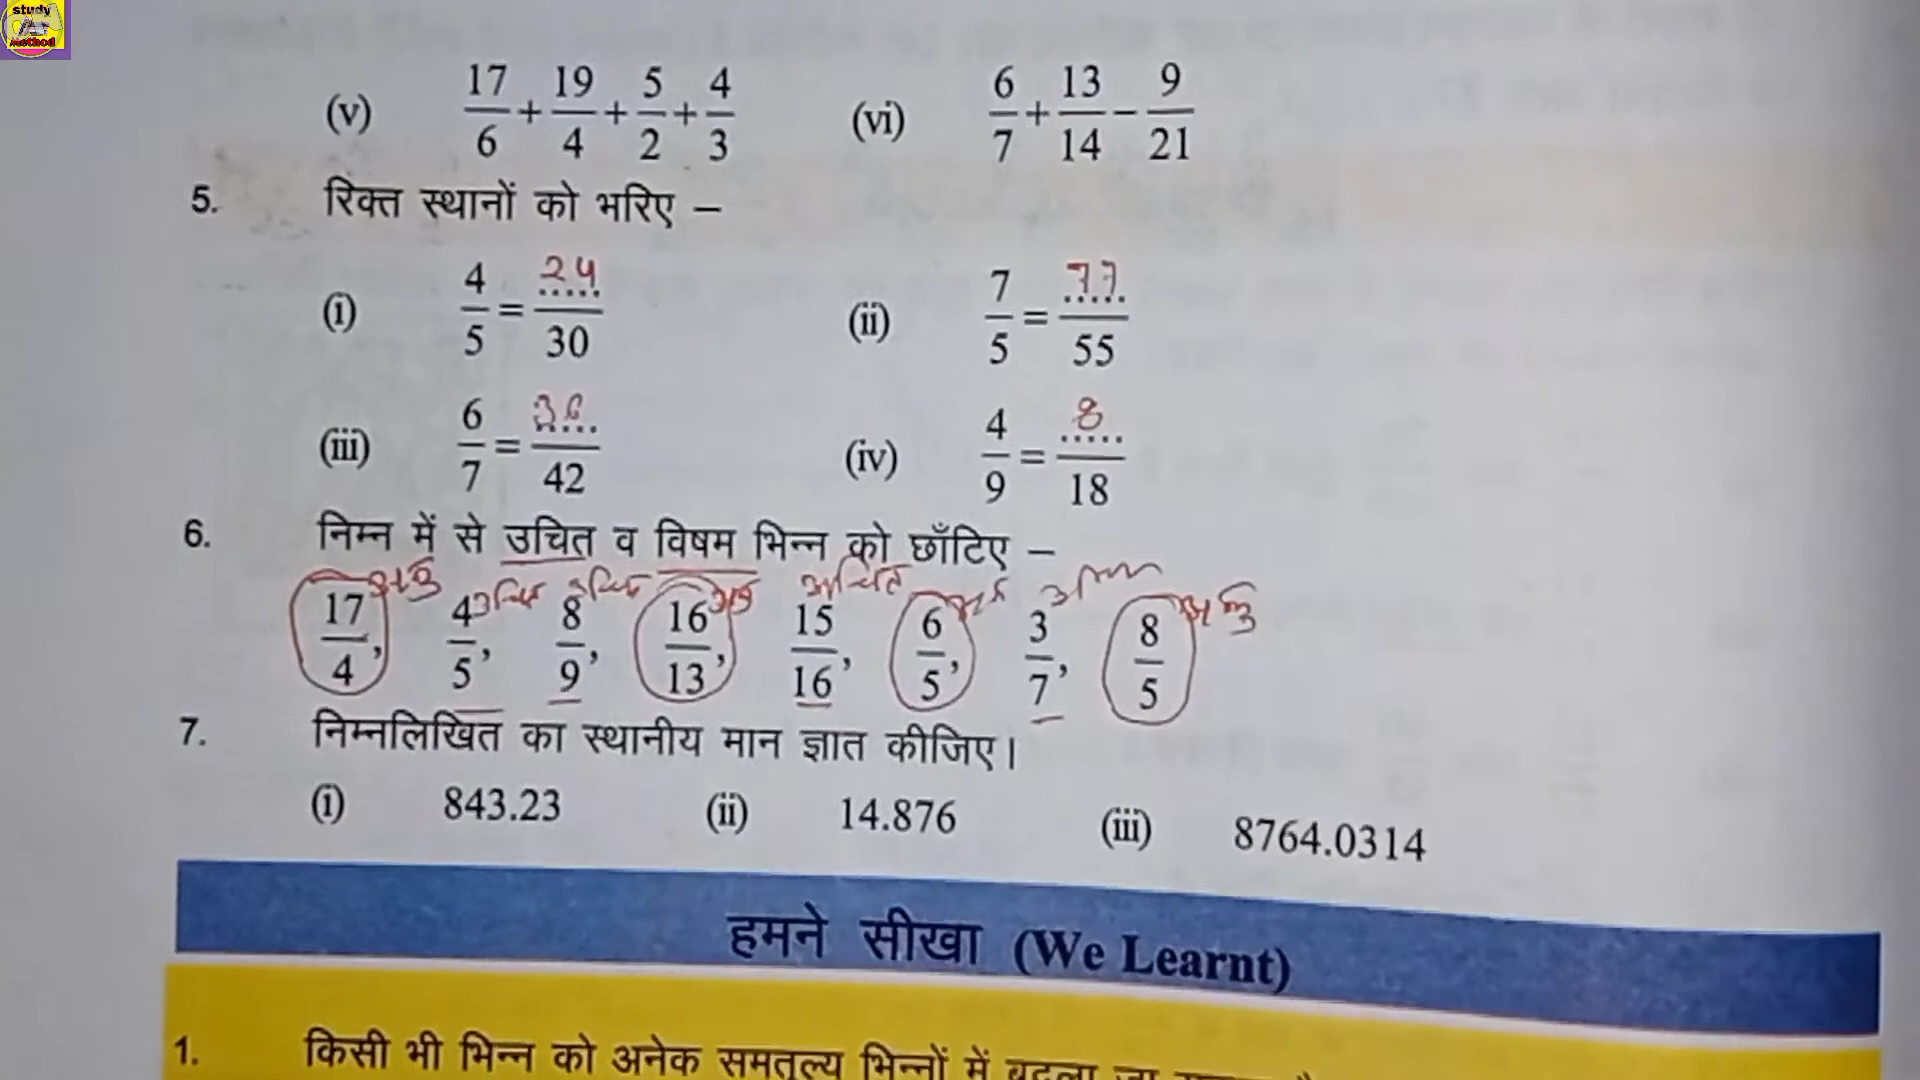 study
Method
(v) 17/6 + 19/4 + 5/2 + 4/3 (vi) 6/7 + 13/14 − 9/21
5. रिक्त स्थानों को भरिए –
(i) 4/5 = 24/30 (ii) 7/5 = 77/55
(iii) 6/7 = 36/42 (iv) 4/9 = 8/18
6. निम्न में से उचित व विषम भिन्न को छाँटिए –
उचित उचित
17/4, 4/5, 8/9, 16/13, 15/16, 6/5, 3/7, 8/5
7. निम्नलिखित का स्थानीय मान ज्ञात कीजिए।
(i) 843.23 (ii) 14.876 (iii) 8764.0314
हमने सीखा (We Learnt)
1. किसी भी भिन्न को अनेक समतुल्य भिन्नों में बदला जा